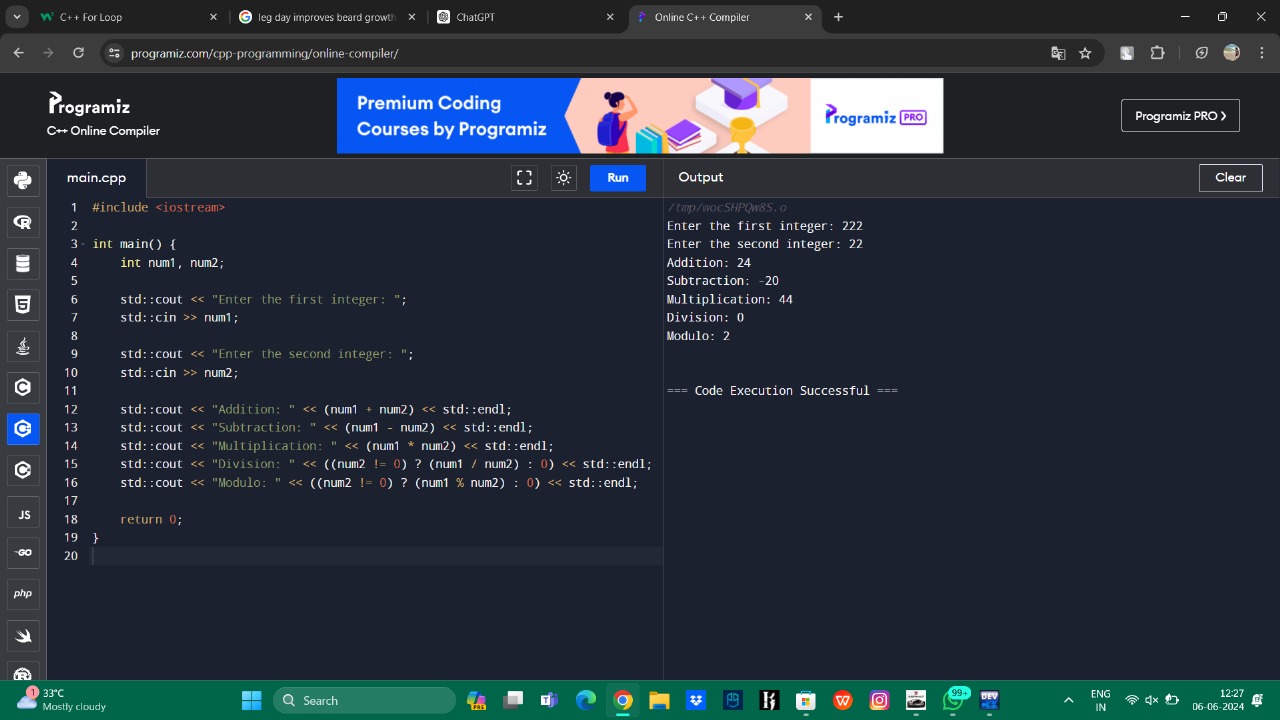 C++ For Loop
leg day improves beard growth
ChatGPT
Online C++ Compiler
programiz.com/cpp-programming/online-compiler/
Programiz
C++ Online Compiler
Premium Coding
Courses by Programiz
Programiz PRO
Programiz PRO ❯
main.cpp
Run
Output
Clear
1 #include <iostream>
2
3 int main() {
4     int num1, num2;
5
6     std::cout << "Enter the first integer: ";
7     std::cin >> num1;
8
9     std::cout << "Enter the second integer: ";
10     std::cin >> num2;
11
12     std::cout << "Addition: " << (num1 + num2) << std::endl;
13     std::cout << "Subtraction: " << (num1 - num2) << std::endl;
14     std::cout << "Multiplication: " << (num1 * num2) << std::endl;
15     std::cout << "Division: " << ((num2 != 0) ? (num1 / num2) : 0) << std::endl;
16     std::cout << "Modulo: " << ((num2 != 0) ? (num1 % num2) : 0) << std::endl;
17
18     return 0;
19 }
20
/tmp/wocSHPQw8S.o
Enter the first integer: 222
Enter the second integer: 22
Addition: 24
Subtraction: -20
Multiplication: 44
Division: 0
Modulo: 2
=== Code Execution Successful ===
JS
GO
php
1
33°C
Mostly cloudy
Search
PRE
99+
DEV
ENG
IN
12:27
06-06-2024